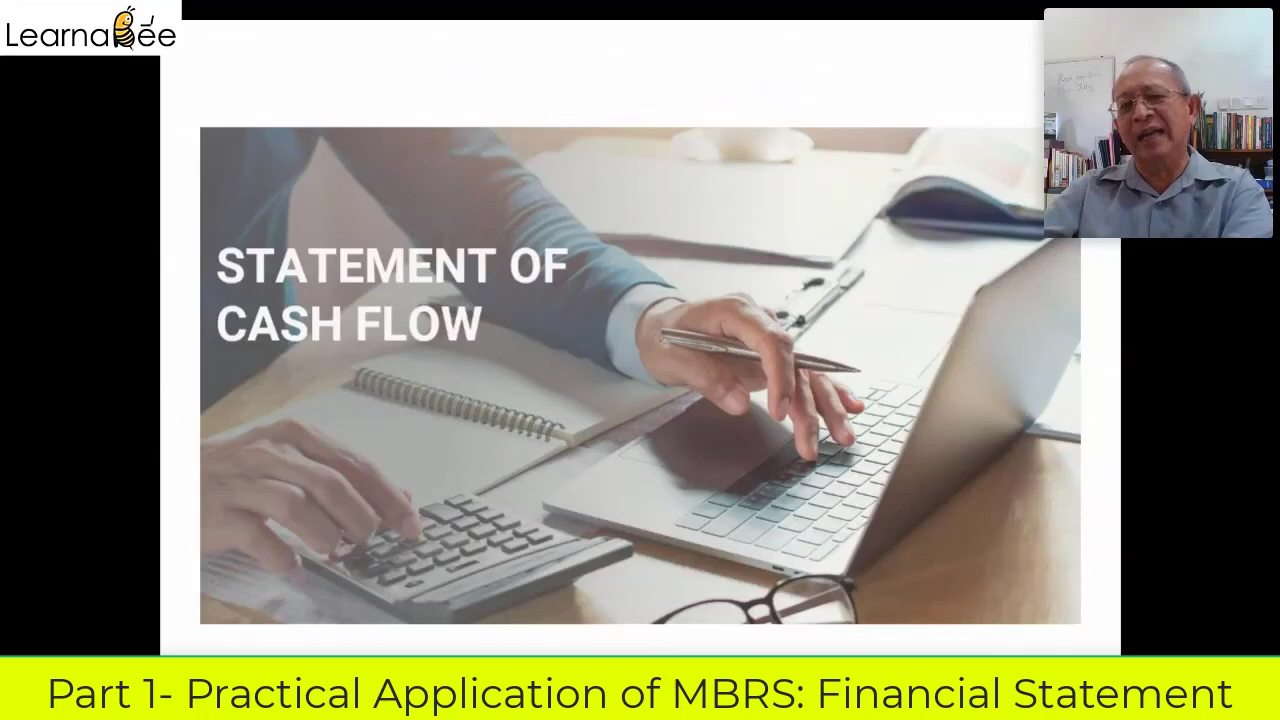 LearnaBee
STATEMENT OF
CASH FLOW
Part 1- Practical Application of MBRS: Financial Statement